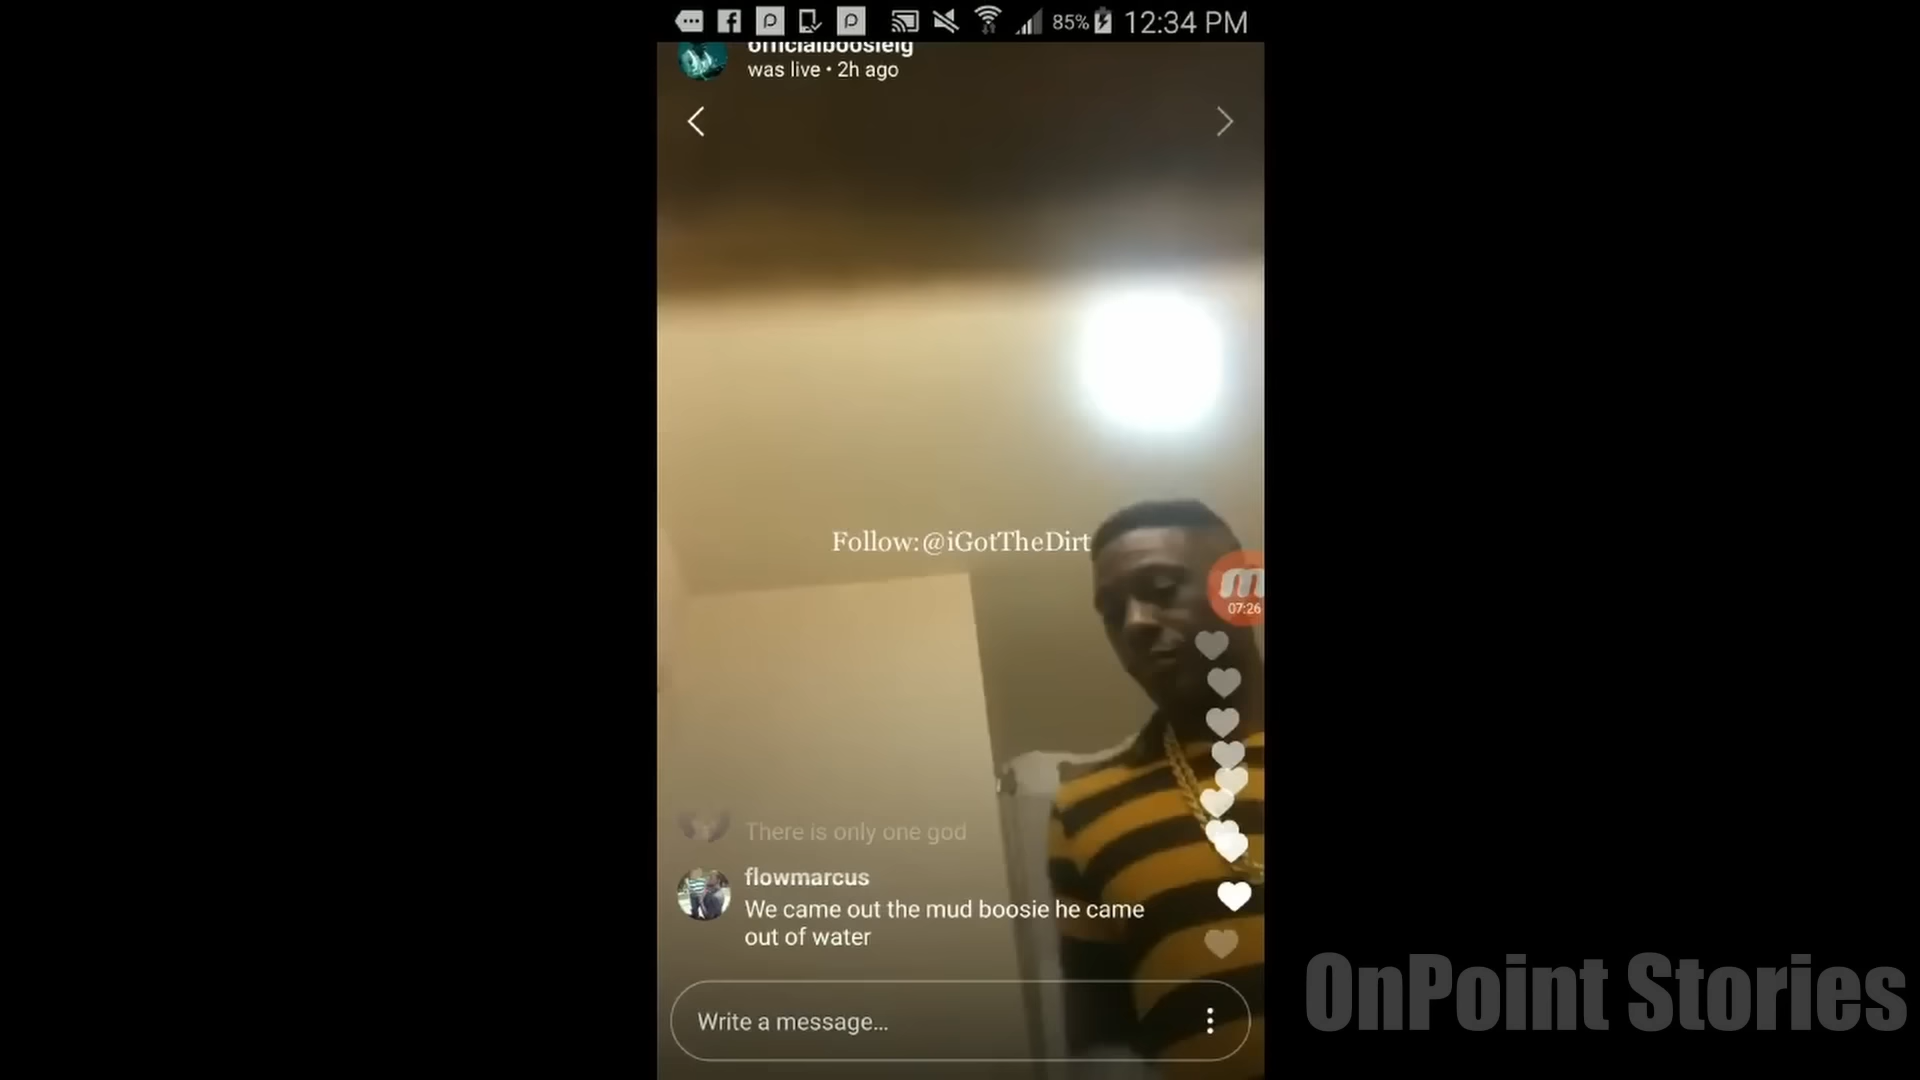 85% 12:34 PM
officialboosieig
was live • 2h ago
Follow:@iGotTheDirt
07:26
There is only one god
flowmarcus
We came out the mud boosie he came
out of water
Write a message...
OnPoint Stories